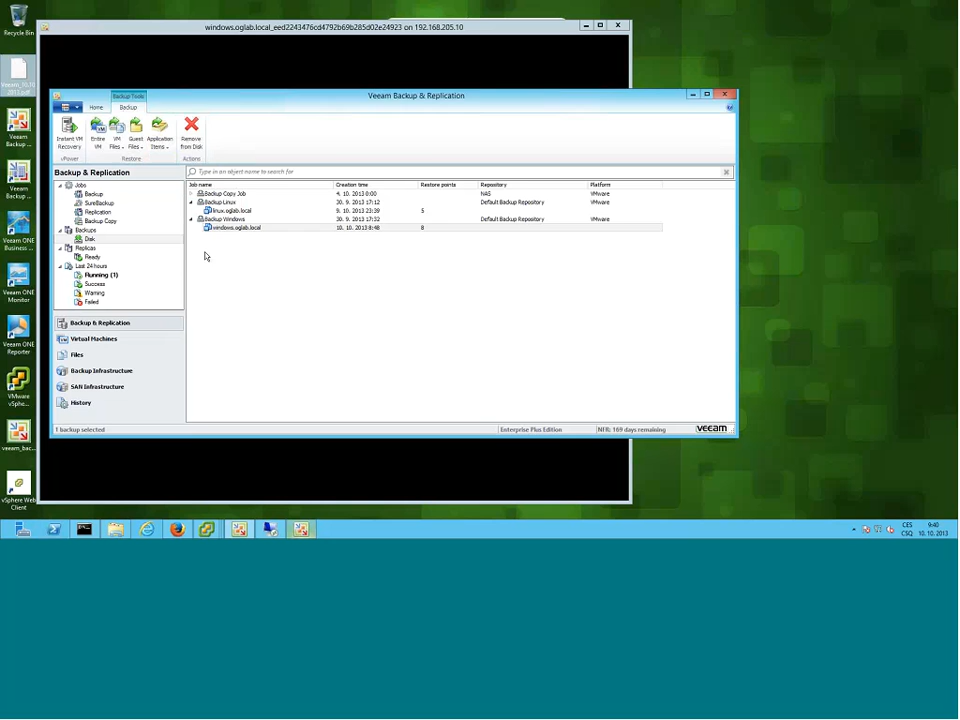 Recycle Bin
windows.oglab.local_eed2243476cd4792b69b285d02e24923 on 192.168.205.10
Veeam Backup & Replication
Backup Tools
Home
Backup
Instant VM
Recovery
Entire
VM
VM
Files
Guest
Files
Application
Items
Remove
from Disk
vPower
Restore
Actions
Backup & Replication
Type in an object name to search for
Jobs
Backup
SureBackup
Replication
Backup Copy
Backups
Disk
Replicas
Ready
Last 24 hours
Running (1)
Success
Warning
Failed
Job name Creation time Restore points Repository Platform
Backup Copy Job 4. 10. 2013 0:00 NAS VMware
Backup Linux 30. 9. 2013 17:12 Default Backup Repository VMware
linux.oglab.local 9. 10. 2013 23:39 5
Backup Windows 30. 9. 2013 17:32 Default Backup Repository VMware
windows.oglab.local 10. 10. 2013 8:48 8
Backup & Replication
Virtual Machines
Files
Backup Infrastructure
SAN Infrastructure
History
1 backup selected
Enterprise Plus Edition
NFR: 169 days remaining
veeam
Veeam
Backup ...
Veeam
Backup ...
Veeam ONE
Business ...
Veeam ONE
Monitor
Veeam ONE
Reporter
VMware
vSphe...
veeam_bac...
vSphere Web
Client
CES
CSQ
9:40
10. 10. 2013